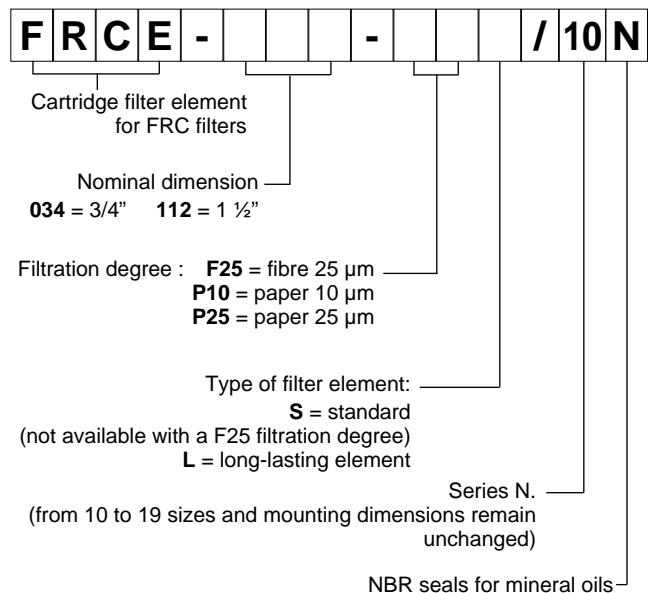 F R C E - - / 10 N
Cartridge filter element
for FRC filters
Nominal dimension
034 = 3/4” 112 = 1 ½”
Filtration degree : F25 = fibre 25 µm
P10 = paper 10 µm
P25 = paper 25 µm
Type of filter element:
S = standard
(not available with a F25 filtration degree)
L = long-lasting element
Series N.
(from 10 to 19 sizes and mounting dimensions remain
unchanged)
NBR seals for mineral oils